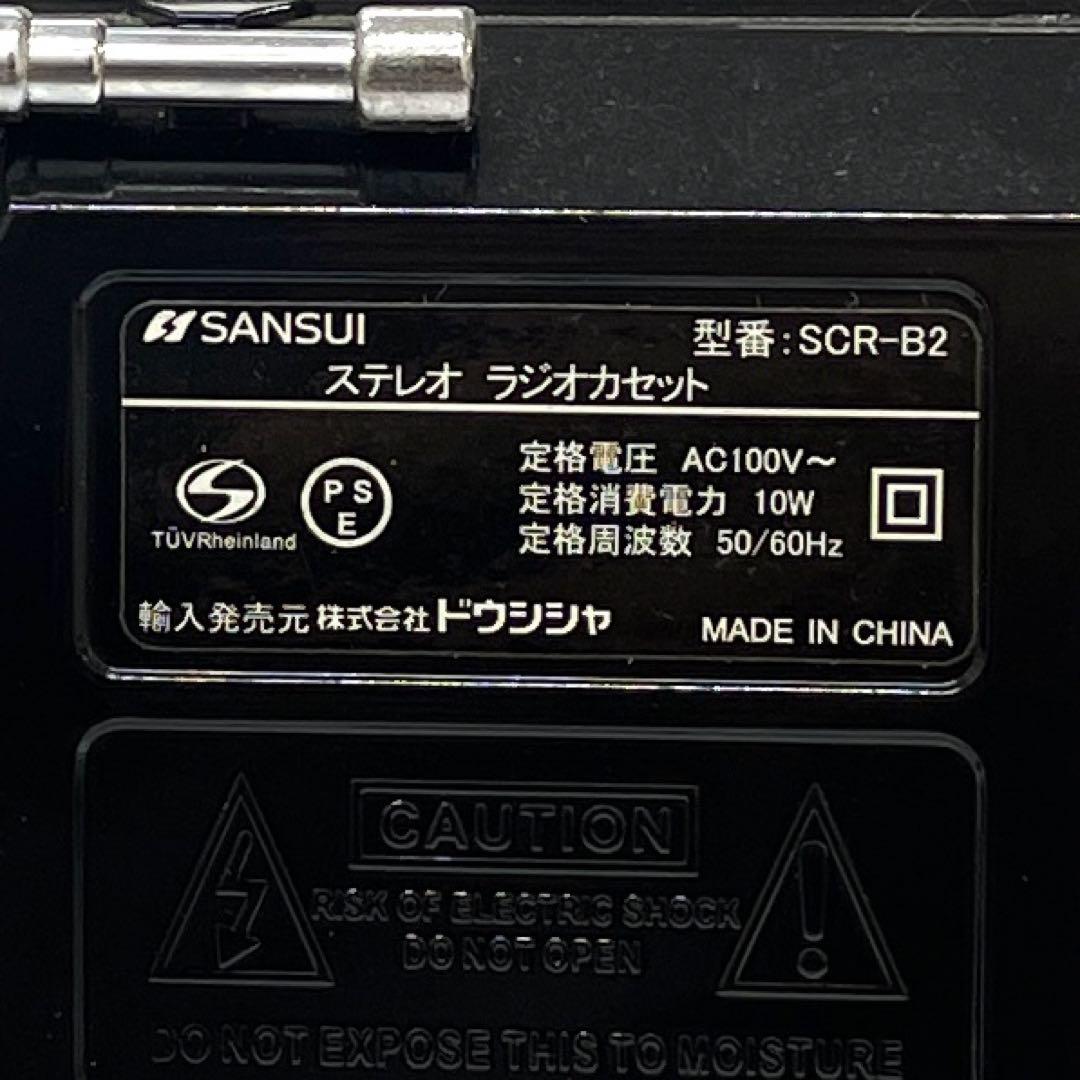 SANSUI 型番:SCR-B2
ステレオ ラジオカセット
定格電圧 AC100V～
定格消費電力 10W
定格周波数 50/60Hz
TÜVRheinland
PS
E
輸入発売元 株式会社ドウシシャ MADE IN CHINA
CAUTION
RISK OF ELECTRIC SHOCK
DO NOT OPEN
DO NOT EXPOSE THIS TO MOISTURE